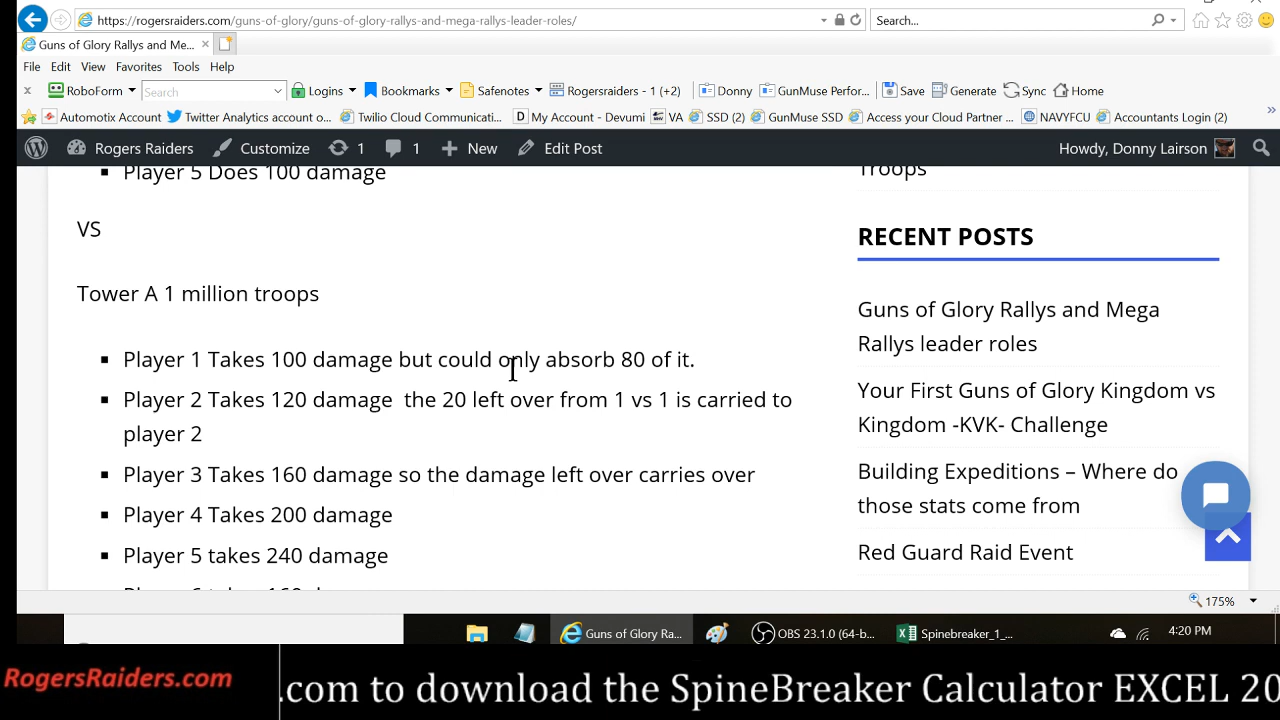 https://rogersraiders.com/guns-of-glory/guns-of-glory-rallys-and-mega-rallys-leader-roles/
Search...
Guns of Glory Rallys and Me...
File Edit View Favorites Tools Help
RoboForm Search Logins Bookmarks Safenotes Rogersraiders - 1 (+2) Donny GunMuse Perfor... Save Generate Sync Home
Automotix Account Twitter Analytics account o... Twilio Cloud Communicati... My Account - Devumi VA SSD (2) GunMuse SSD Access your Cloud Partner ... NAVYFCU Accountants Login (2)
Rogers Raiders Customize 1 1 New Edit Post Howdy, Donny Lairson
Player 5 Does 100 damage
VS
Tower A 1 million troops
Player 1 Takes 100 damage but could only absorb 80 of it.
Player 2 Takes 120 damage the 20 left over from 1 vs 1 is carried to
player 2
Player 3 Takes 160 damage so the damage left over carries over
Player 4 Takes 200 damage
Player 5 takes 240 damage
Troops
RECENT POSTS
Guns of Glory Rallys and Mega
Rallys leader roles
Your First Guns of Glory Kingdom vs
Kingdom -KVK- Challenge
Building Expeditions – Where do
those stats come from
Red Guard Raid Event
175%
Guns of Glory Ra... OBS 23.1.0 (64-b... Spinebreaker_1_... 4:20 PM
RogersRaiders.com
.com to download the SpineBreaker Calculator EXCEL 20